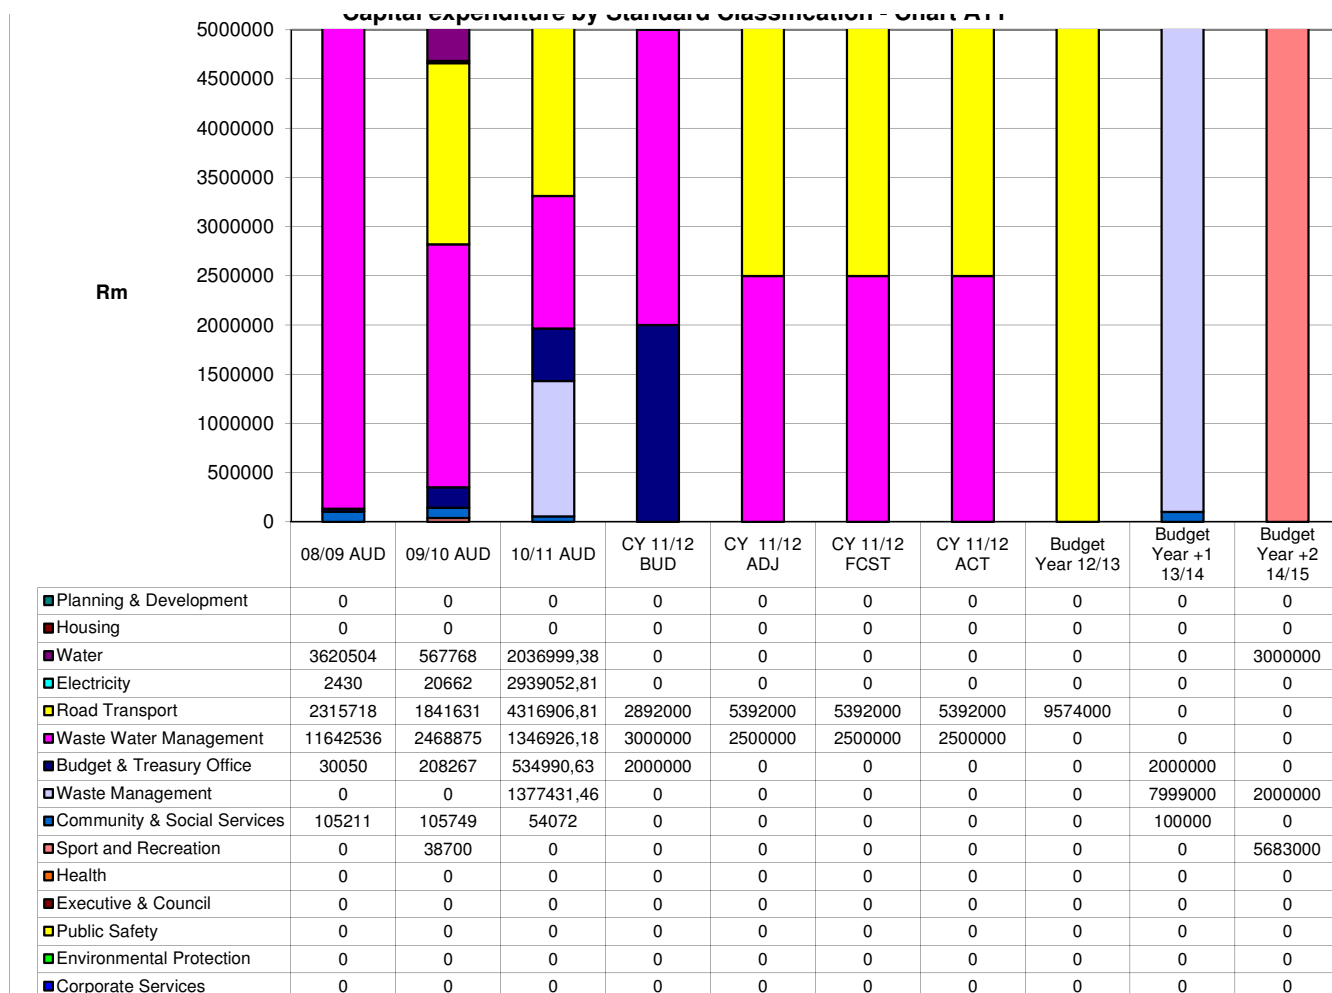 Capital expenditure by Standard Classification - Chart A11
5000000
4500000
4000000
3500000
3000000
Rm
2500000
2000000
1500000
1000000
500000
0
08/09 AUD 09/10 AUD 10/11 AUD CY 11/12 BUD CY 11/12 ADJ CY 11/12 FCST CY 11/12 ACT Budget Year 12/13 Budget Year +1 13/14 Budget Year +2 14/15
Planning & Development 0 0 0 0 0 0 0 0 0 0
Housing 0 0 0 0 0 0 0 0 0 0
Water 3620504 567768 2036999,38 0 0 0 0 0 0 3000000
Electricity 2430 20662 2939052,81 0 0 0 0 0 0 0
Road Transport 2315718 1841631 4316906,81 2892000 5392000 5392000 5392000 9574000 0 0
Waste Water Management 11642536 2468875 1346926,18 3000000 2500000 2500000 2500000 0 0 0
Budget & Treasury Office 30050 208267 534990,63 2000000 0 0 0 0 2000000 0
Waste Management 0 0 1377431,46 0 0 0 0 0 7999000 2000000
Community & Social Services 105211 105749 54072 0 0 0 0 0 100000 0
Sport and Recreation 0 38700 0 0 0 0 0 0 0 5683000
Health 0 0 0 0 0 0 0 0 0 0
Executive & Council 0 0 0 0 0 0 0 0 0 0
Public Safety 0 0 0 0 0 0 0 0 0 0
Environmental Protection 0 0 0 0 0 0 0 0 0 0
Corporate Services 0 0 0 0 0 0 0 0 0 0